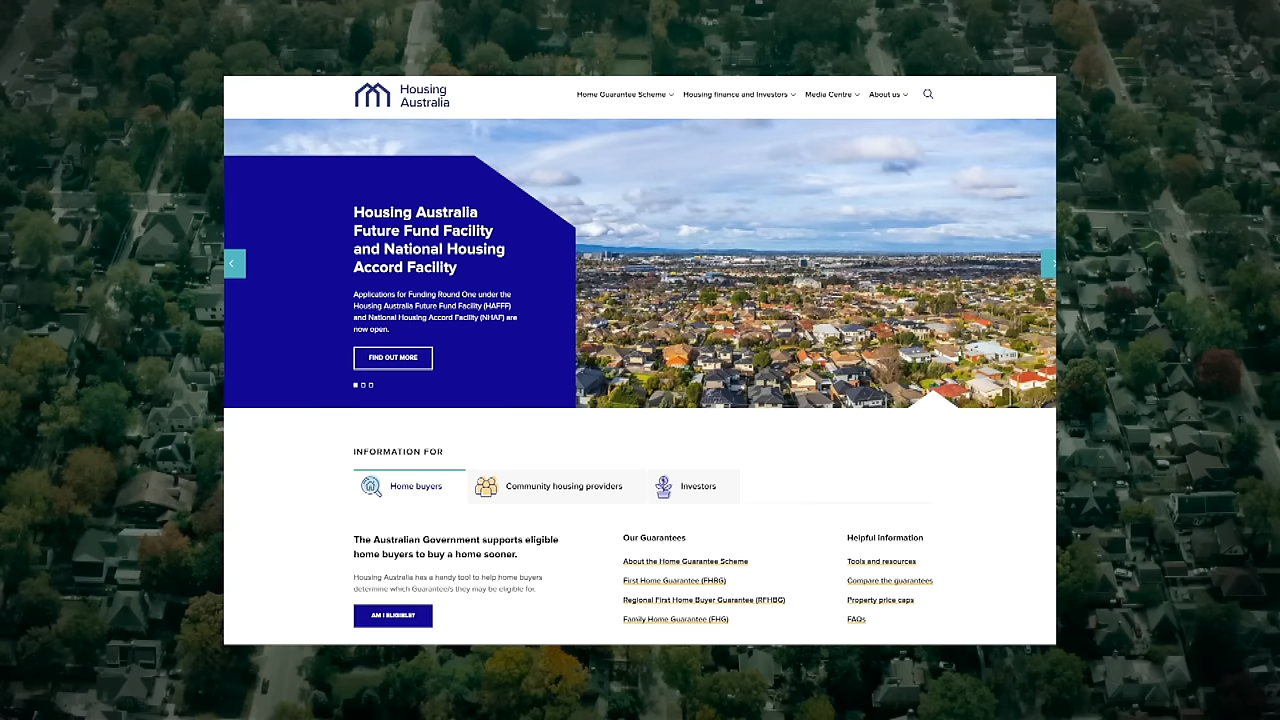 Housing
Australia
Home Guarantee Scheme
Housing finance and Investors
Media Centre
About us
Housing Australia
Future Fund Facility
and National Housing
Accord Facility
Applications for Funding Round One under the
Housing Australia Future Fund Facility (HAFFF)
and National Housing Accord Facility (NHAF) are
now open.
FIND OUT MORE
INFORMATION FOR
Home buyers
Community housing providers
Investors
The Australian Government supports eligible
home buyers to buy a home sooner.
Housing Australia has a handy tool to help home buyers
determine which Guarantee/s they may be eligible for.
AM I ELIGIBLE?
Our Guarantees
About the Home Guarantee Scheme
First Home Guarantee (FHBG)
Regional First Home Buyer Guarantee (RFHBG)
Family Home Guarantee (FHG)
Helpful information
Tools and resources
Compare the guarantees
Property price caps
FAQs